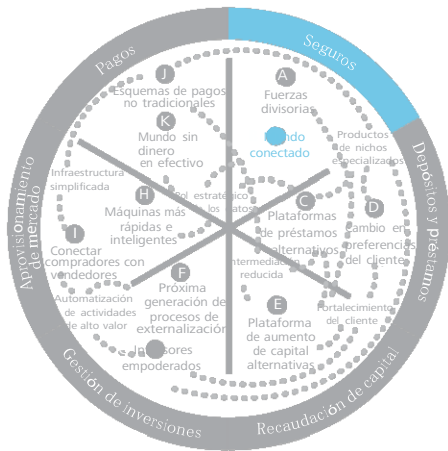 Pagos
Seguros
Depósitos y préstamos
Recaudación de capital
Gestión de inversiones
Aprovisionamiento
de mercado
J
Esquemas de pagos
no tradicionales
K
Mundo sin
dinero
en efectivo
A
Fuerzas
divisorias
conectado
Productos
de nichos
especializados
Infraestructura
simplificada
H
Máquinas más
rápidas e
inteligentes
Rol estratégico
C
Plataformas
de préstamos
alternativos
D
Cambio en
preferencias
del cliente
I
Conectar
compradores con
vendedores
F
Próxima
generación de
procesos de
externalización
Intermediación
reducida
E
Plataforma
de aumento
de capital
alternativas
Fortalecimiento
del cliente
Automatización
de actividades
de alto valor
empoderados